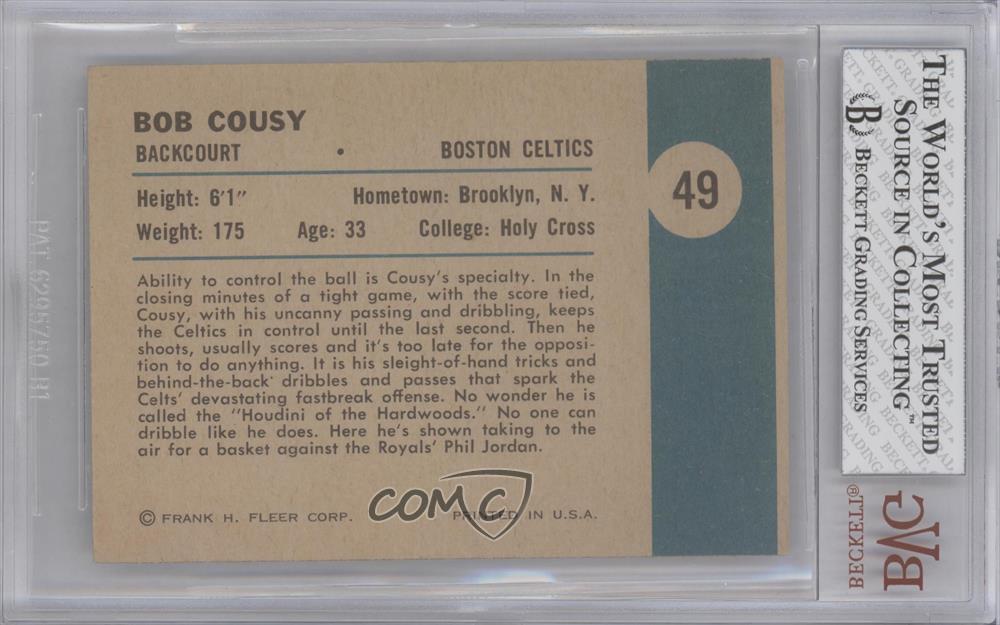 BOB COUSY
BACKCOURT • BOSTON CELTICS
Height: 6'1" Hometown: Brooklyn, N. Y.
Weight: 175 Age: 33 College: Holy Cross
Ability to control the ball is Cousy's specialty. In the
closing minutes of a tight game, with the score tied,
Cousy, with his uncanny passing and dribbling, keeps
the Celtics in control until the last second. Then he
shoots, usually scores and it's too late for the opposi-
tion to do anything. It is his sleight-of-hand tricks and
behind-the-back dribbles and passes that spark the
Celts' devastating fastbreak offense. No wonder he is
called the "Houdini of the Hardwoods." No one can
dribble like he does. Here he's shown taking to the
air for a basket against the Royals' Phil Jordan.
© FRANK H. FLEER CORP. PRINTED IN U.S.A.
49
COMC
THE WORLD'S MOST TRUSTED
SOURCE IN COLLECTING™
B BECKETT GRADING SERVICES
BECKETT®
BVG